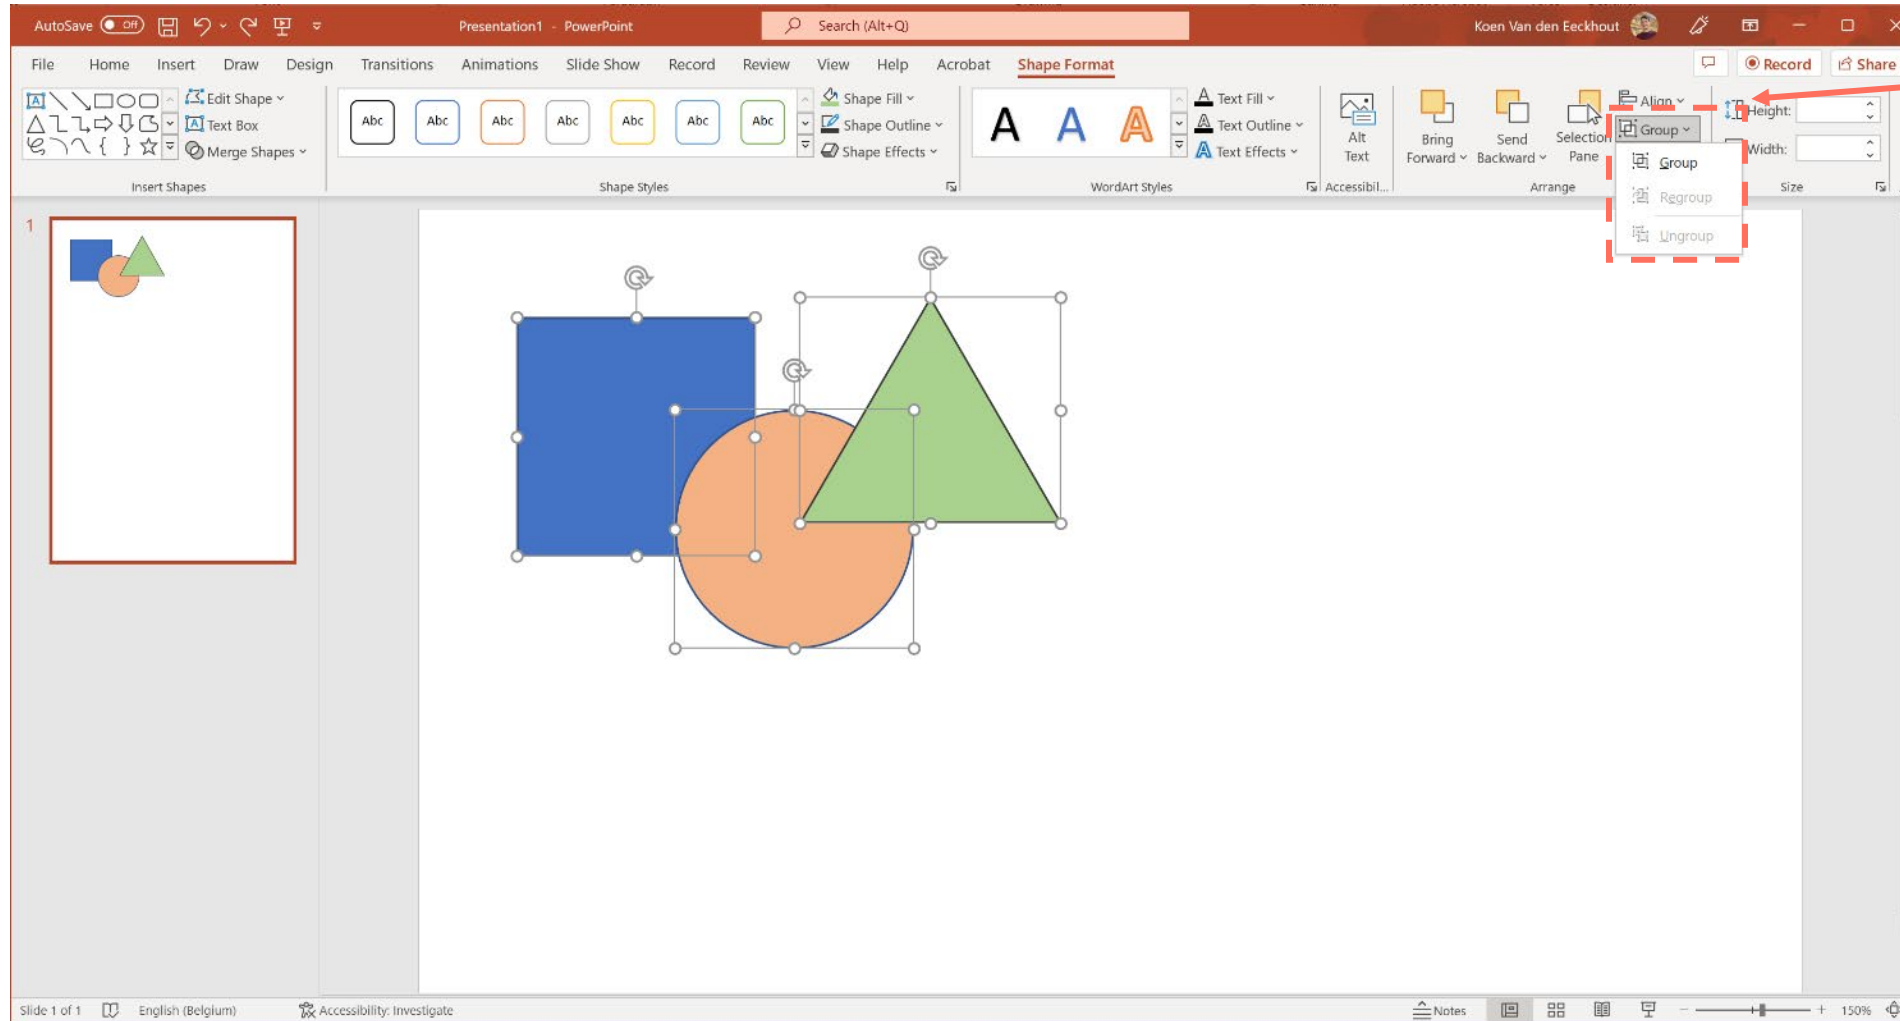 AutoSave Off Presentation1 - PowerPoint Search (Alt+Q) Koen Van den Eeckhout
File Home Insert Draw Design Transitions Animations Slide Show Record Review View Help Acrobat Shape Format Record Share
Edit Shape
Text Box
Merge Shapes
Insert Shapes
Abc Abc Abc Abc Abc Abc Abc
Shape Fill
Shape Outline
Shape Effects
Shape Styles
A A A
Text Fill
Text Outline
Text Effects
WordArt Styles
Alt
Text
Accessibil...
Bring
Forward
Send
Backward
Selection
Pane
Align
Group
Arrange
Height:
Width:
Size
Group
Regroup
Ungroup
1
Slide 1 of 1 English (Belgium) Accessibility: Investigate Notes 150%